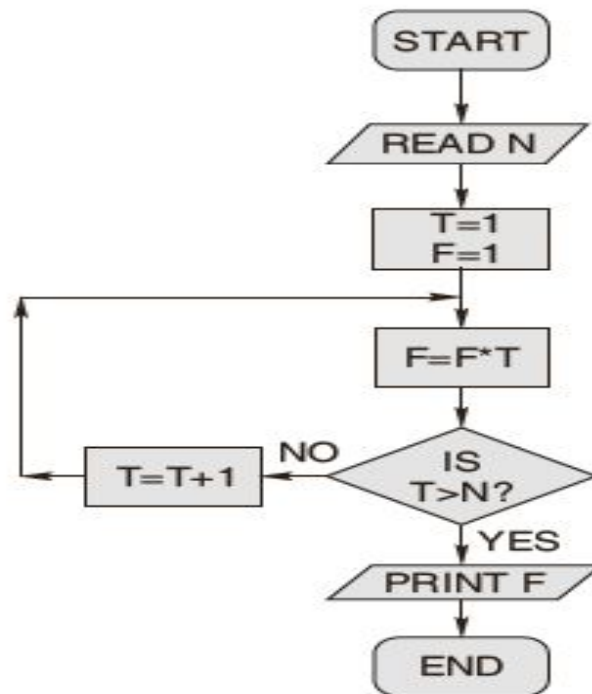 START
READ N
T=1
F=1
F=F*T
IS
T>N?
NO
T=T+1
YES
PRINT F
END